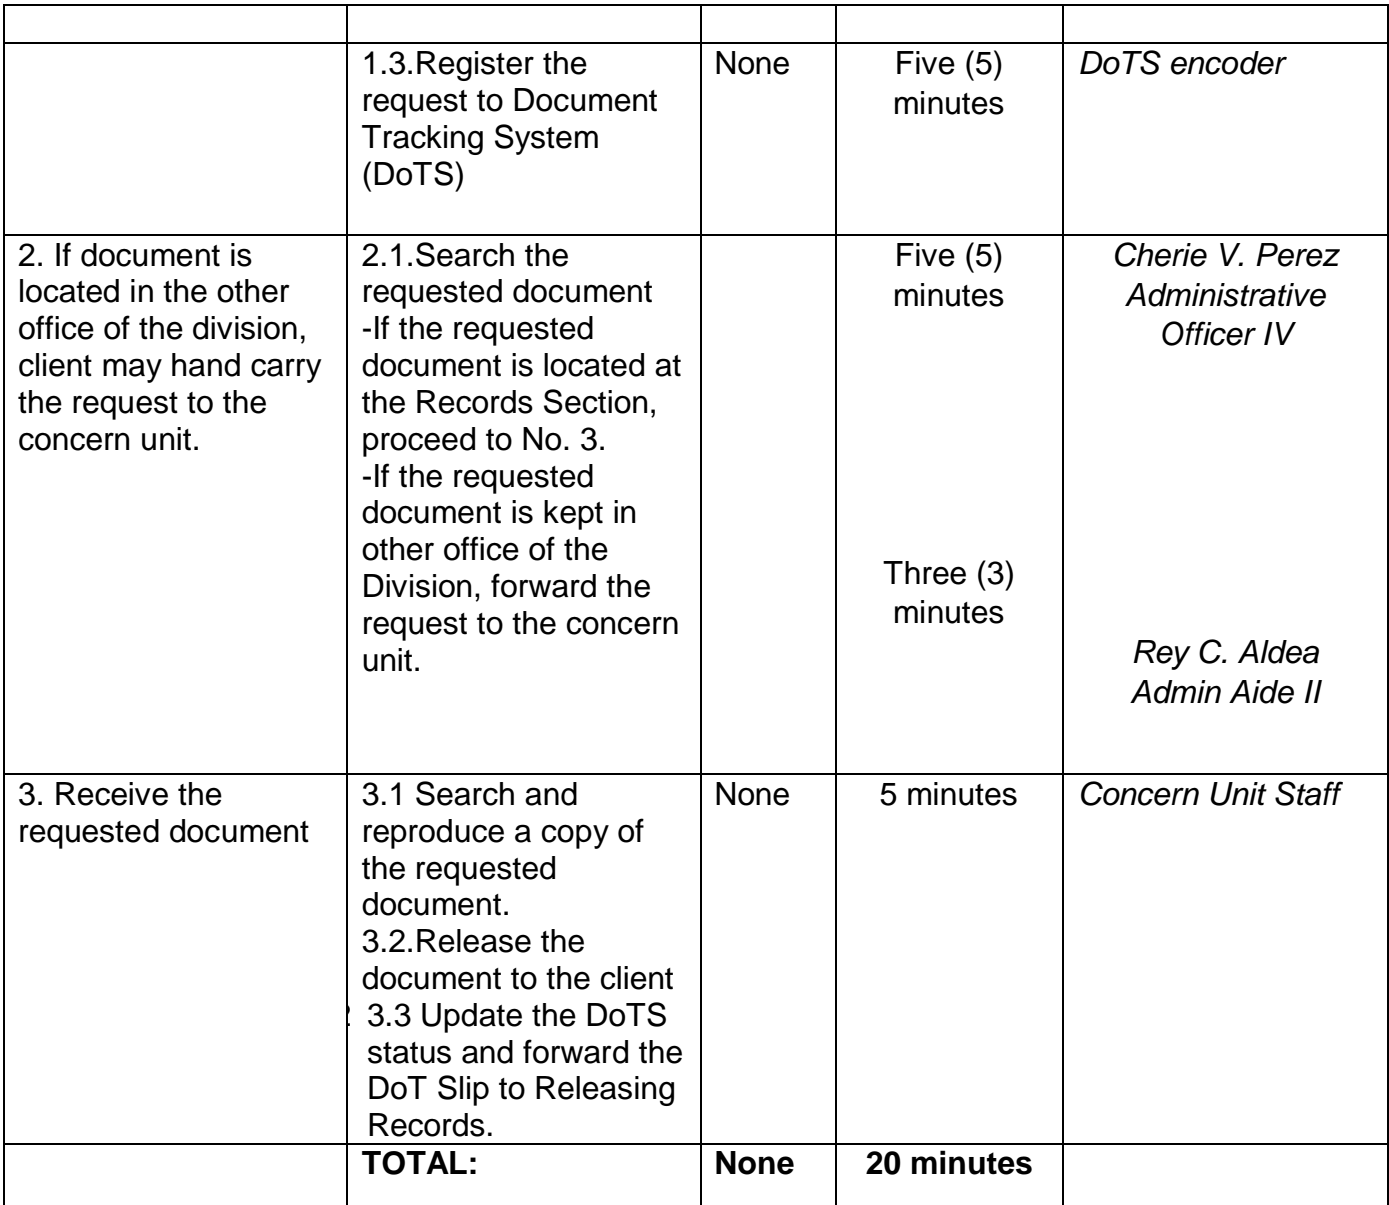 1.3.Register the
request to Document
Tracking System
(DoTS)
None
Five (5)
minutes
DoTS encoder
2. If document is
located in the other
office of the division,
client may hand carry
the request to the
concern unit.
2.1.Search the
requested document
-If the requested
document is located at
the Records Section,
proceed to No. 3.
-If the requested
document is kept in
other office of the
Division, forward the
request to the concern
unit.
Five (5)
minutes
Three (3)
minutes
Cherie V. Perez
Administrative
Officer IV
Rey C. Aldea
Admin Aide II
3. Receive the
requested document
3.1 Search and
reproduce a copy of
the requested
document.
3.2.Release the
document to the client
3.3 Update the DoTS
status and forward the
DoT Slip to Releasing
Records.
None
5 minutes
Concern Unit Staff
TOTAL:
None
20 minutes